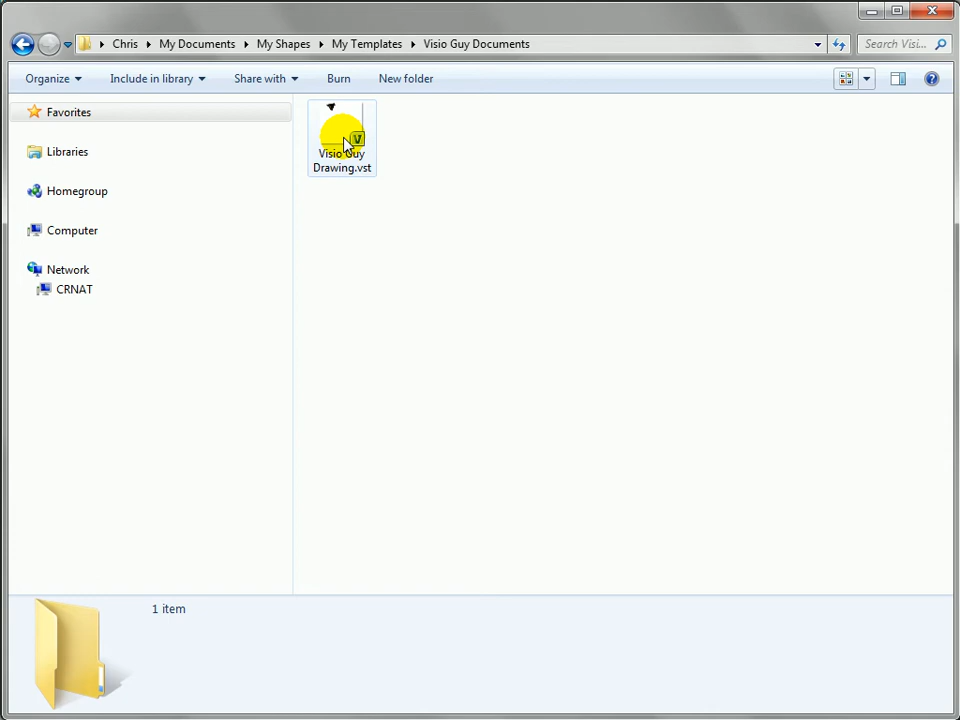 Chris My Documents My Shapes My Templates Visio Guy Documents Search Visi...
Organize Include in library Share with Burn New folder
Favorites
Libraries
Homegroup
Computer
Network
CRNAT
V
Visio Guy
Drawing.vst
1 item